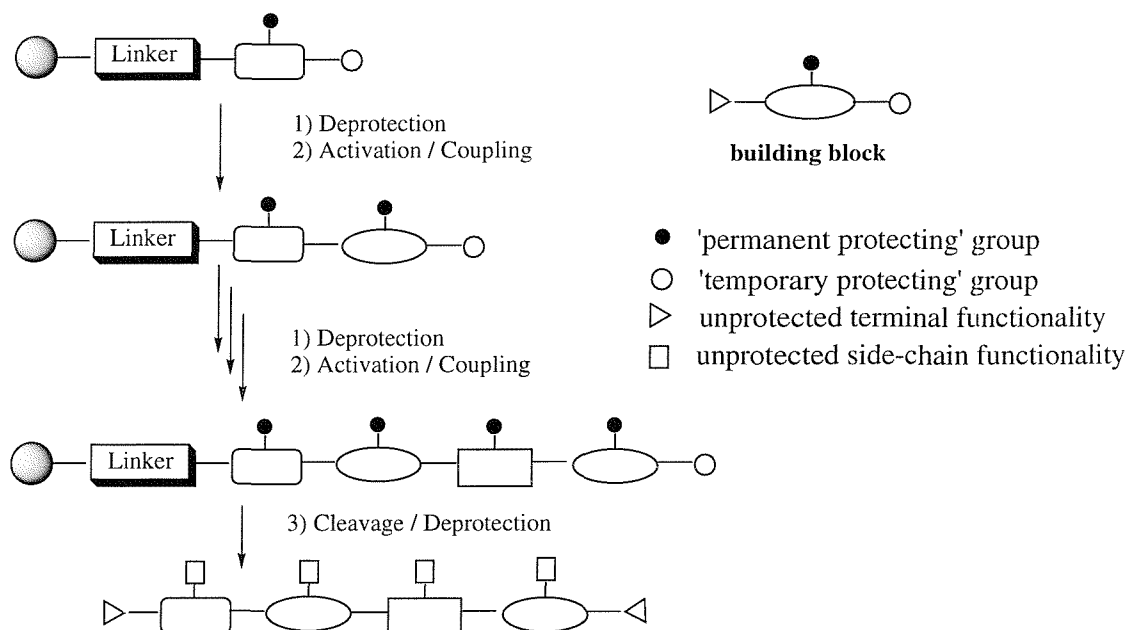 Linker
1) Deprotection
2) Activation / Coupling
building block
Linker
'permanent protecting' group
'temporary protecting' group
unprotected terminal functionality
unprotected side-chain functionality
1) Deprotection
2) Activation / Coupling
Linker
3) Cleavage / Deprotection